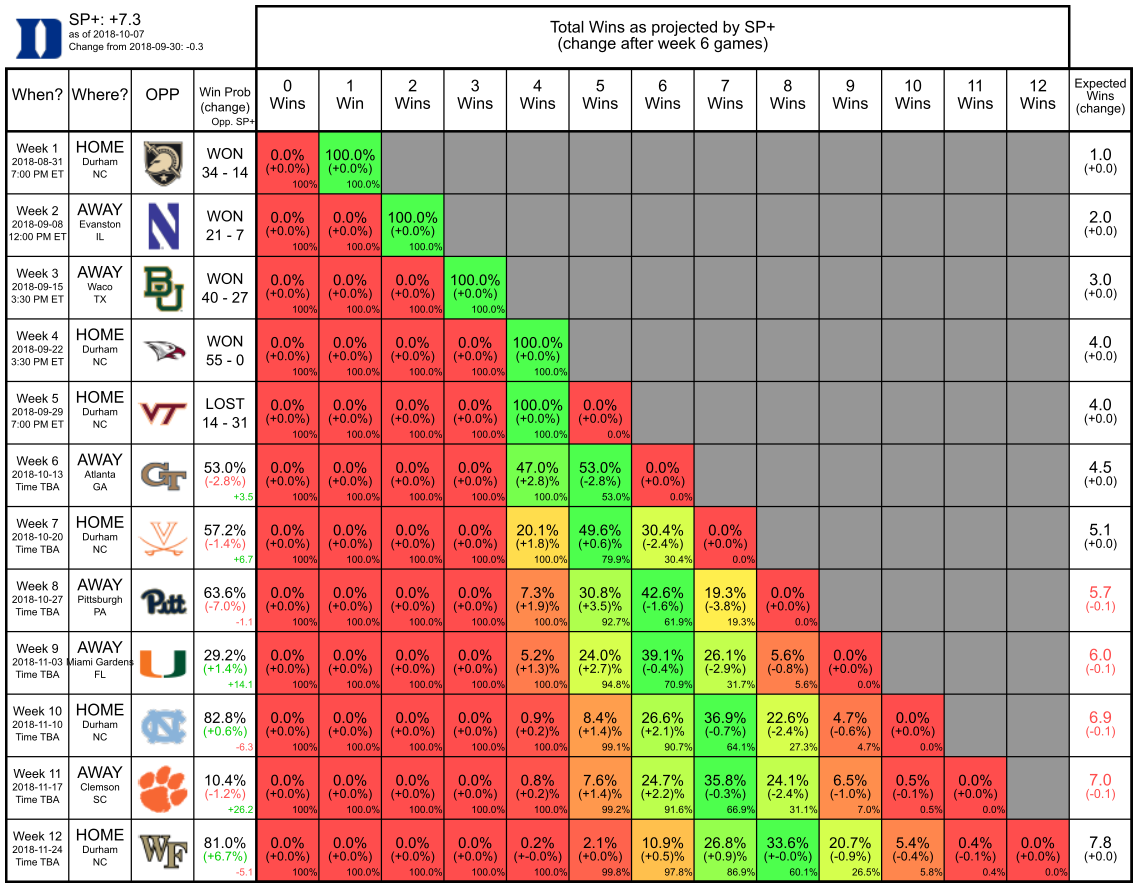 D
SP+: +7.3
as of 2018-10-07
Change from 2018-09-30: -0.3
Total Wins as projected by SP+
(change after week 6 games)
When? Where? OPP Win Prob (change) Opp. SP+ 0 Wins 1 Win 2 Wins 3 Wins 4 Wins 5 Wins 6 Wins 7 Wins 8 Wins 9 Wins 10 Wins 11 Wins 12 Wins Expected Wins (change)
Week 1 HOME WON 0.0% 100.0% 1.0
2018-08-31 Durham (+0.0%) (+0.0%) (+0.0)
7:00 PM ET NC 34 - 14 100% 100.0%
Week 2 AWAY N WON 0.0% 0.0% 100.0% 2.0
2018-09-08 Evanston (+0.0%) (+0.0%) (+0.0%) (+0.0)
12:00 PM ET IL 21 - 7 100% 100.0% 100.0%
Week 3 AWAY BU WON 0.0% 0.0% 0.0% 100.0% 3.0
2018-09-15 Waco (+0.0%) (+0.0%) (+0.0%) (+0.0%) (+0.0)
3:30 PM ET TX 40 - 27 100% 100.0% 100.0% 100.0%
Week 4 HOME WON 0.0% 0.0% 0.0% 0.0% 100.0% 4.0
2018-09-22 Durham (+0.0%) (+0.0%) (+0.0%) (+0.0%) (+0.0%) (+0.0)
3:30 PM ET NC 55 - 0 100% 100.0% 100.0% 100.0% 100.0%
Week 5 HOME VT LOST 0.0% 0.0% 0.0% 0.0% 100.0% 0.0% 4.0
2018-09-29 Durham (+0.0%) (+0.0%) (+0.0%) (+0.0%) (+0.0%) (+0.0%) (+0.0)
7:00 PM ET NC 14 - 31 100% 100.0% 100.0% 100.0% 100.0% 0.0%
Week 6 AWAY GT 53.0% 0.0% 0.0% 0.0% 0.0% 47.0% 53.0% 0.0% 4.5
2018-10-13 Atlanta (-2.8%) (+0.0%) (+0.0%) (+0.0%) (+0.0%) (+2.8)% (-2.8%) (+0.0%) (+0.0)
Time TBA GA +3.5 100% 100.0% 100.0% 100.0% 100.0% 53.0% 0.0%
Week 7 HOME V 57.2% 0.0% 0.0% 0.0% 0.0% 20.1% 49.6% 30.4% 0.0% 5.1
2018-10-20 Durham (-1.4%) (+0.0%) (+0.0%) (+0.0%) (+0.0%) (+1.8)% (+0.6)% (-2.4%) (+0.0%) (+0.0)
Time TBA NC +6.7 100% 100.0% 100.0% 100.0% 100.0% 79.9% 30.4% 0.0%
Week 8 AWAY Pitt 63.6% 0.0% 0.0% 0.0% 0.0% 7.3% 30.8% 42.6% 19.3% 0.0% 5.7
2018-10-27 Pittsburgh (-7.0%) (+0.0%) (+0.0%) (+0.0%) (+0.0%) (+1.9)% (+3.5%) (-1.6%) (-3.8%) (+0.0%) (-0.1)
Time TBA PA -1.1 100% 100.0% 100.0% 100.0% 100.0% 92.7% 61.9% 19.3% 0.0%
Week 9 AWAY U 29.2% 0.0% 0.0% 0.0% 0.0% 5.2% 24.0% 39.1% 26.1% 5.6% 0.0% 6.0
2018-11-03 Miami Gardens (+1.4%) (+0.0%) (+0.0%) (+0.0%) (+0.0%) (+1.3)% (+2.7)% (-0.4%) (-2.9%) (-0.8%) (+0.0%) (-0.1)
Time TBA FL +14.1 100% 100.0% 100.0% 100.0% 100.0% 94.8% 70.9% 31.7% 5.6% 0.0%
Week 10 HOME NC 82.8% 0.0% 0.0% 0.0% 0.0% 0.9% 8.4% 26.6% 36.9% 22.6% 4.7% 0.0% 6.9
2018-11-10 Durham (+0.6%) (+0.0%) (+0.0%) (+0.0%) (+0.0%) (+0.2)% (+1.4)% (+2.1)% (-0.7%) (-2.4%) (-0.6%) (+0.0%) (-0.1)
Time TBA NC -6.3 100% 100.0% 100.0% 100.0% 100.0% 99.1% 90.7% 64.1% 27.3% 4.7% 0.0%
Week 11 AWAY 10.4% 0.0% 0.0% 0.0% 0.0% 0.8% 7.6% 24.7% 35.8% 24.1% 6.5% 0.5% 0.0% 7.0
2018-11-17 Clemson (-1.2%) (+0.0%) (+0.0%) (+0.0%) (+0.0%) (+0.2)% (+1.4)% (+2.2)% (-0.3%) (-2.4%) (-1.0%) (-0.1%) (+0.0%) (-0.1)
Time TBA SC +26.2 100% 100.0% 100.0% 100.0% 100.0% 99.2% 91.6% 66.9% 31.1% 7.0% 0.5% 0.0%
Week 12 HOME WF 81.0% 0.0% 0.0% 0.0% 0.0% 0.2% 2.1% 10.9% 26.8% 33.6% 20.7% 5.4% 0.4% 0.0% 7.8
2018-11-24 Durham (+6.7%) (+0.0%) (+0.0%) (+0.0%) (+0.0%) (+-0.0%) (+0.0%) (+0.5)% (+0.9)% (+-0.0%) (-0.9%) (-0.4%) (-0.1%) (+0.0%) (+0.0)
Time TBA NC -5.1 100% 100.0% 100.0% 100.0% 100.0% 99.8% 97.8% 86.9% 60.1% 26.5% 5.8% 0.4% 0.0%